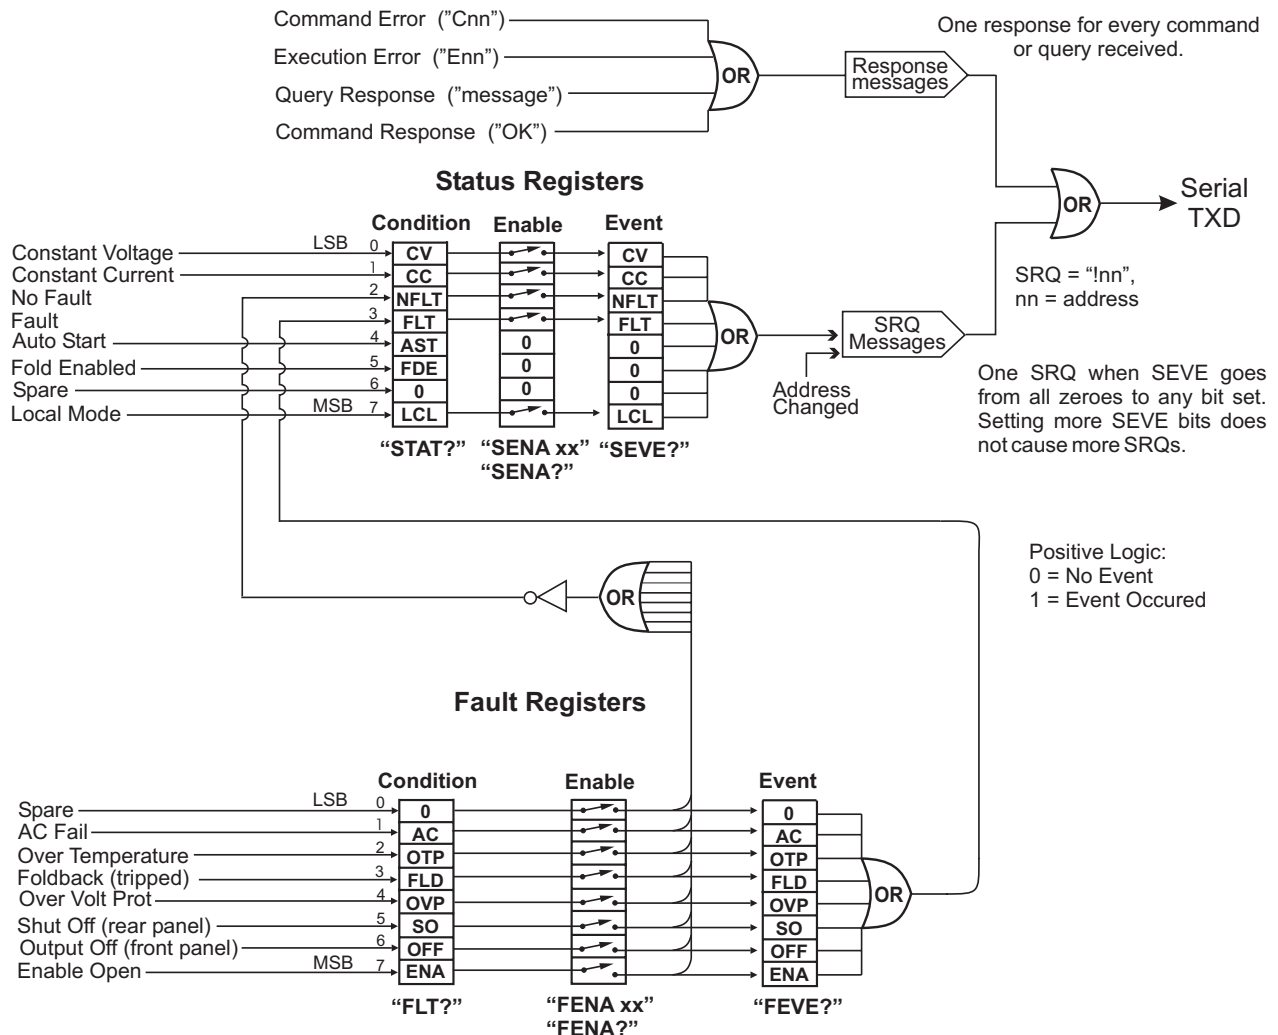 Command Error ("Cnn")
Execution Error ("Enn")
Query Response ("message")
Command Response ("OK")
OR
Response
messages
One response for every command
or query received.
OR
Serial
TXD
Status Registers
Condition Enable Event
Constant Voltage LSB 0 CV CV
Constant Current 1 CC CC
No Fault 2 NFLT NFLT
Fault 3 FLT FLT
Auto Start 4 AST 0 0
Fold Enabled 5 FDE 0 0
Spare 6 0 0 0
Local Mode MSB 7 LCL LCL
"STAT?" "SENA xx" "SEVE?"
"SENA?"
OR
Address
Changed
SRQ
Messages
SRQ = "!nn",
nn = address
One SRQ when SEVE goes
from all zeroes to any bit set.
Setting more SEVE bits does
not cause more SRQs.
Positive Logic:
0 = No Event
1 = Event Occured
OR
Fault Registers
Condition Enable Event
Spare LSB 0 0 0
AC Fail 1 AC AC
Over Temperature 2 OTP OTP
Foldback (tripped) 3 FLD FLD
Over Volt Prot 4 OVP OVP
Shut Off (rear panel) 5 SO SO
Output Off (front panel) 6 OFF OFF
Enable Open MSB 7 ENA ENA
OR
"FLT?" "FENA xx" "FEVE?"
"FENA?"